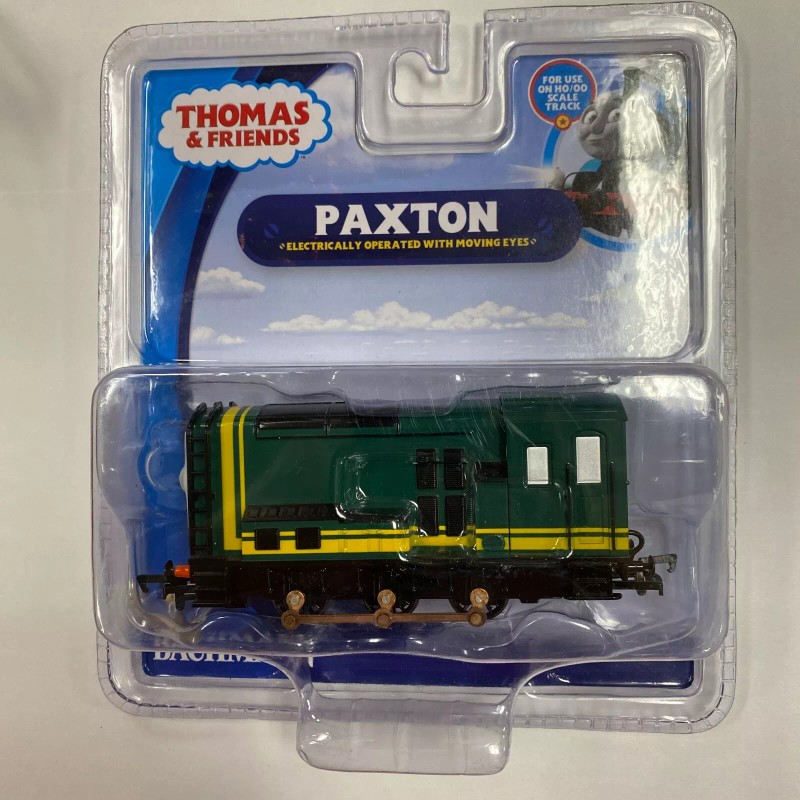 THOMAS
& FRIENDS
FOR USE
ON HO/OO
SCALE
TRACK
PAXTON
ELECTRICALLY OPERATED WITH MOVING EYES